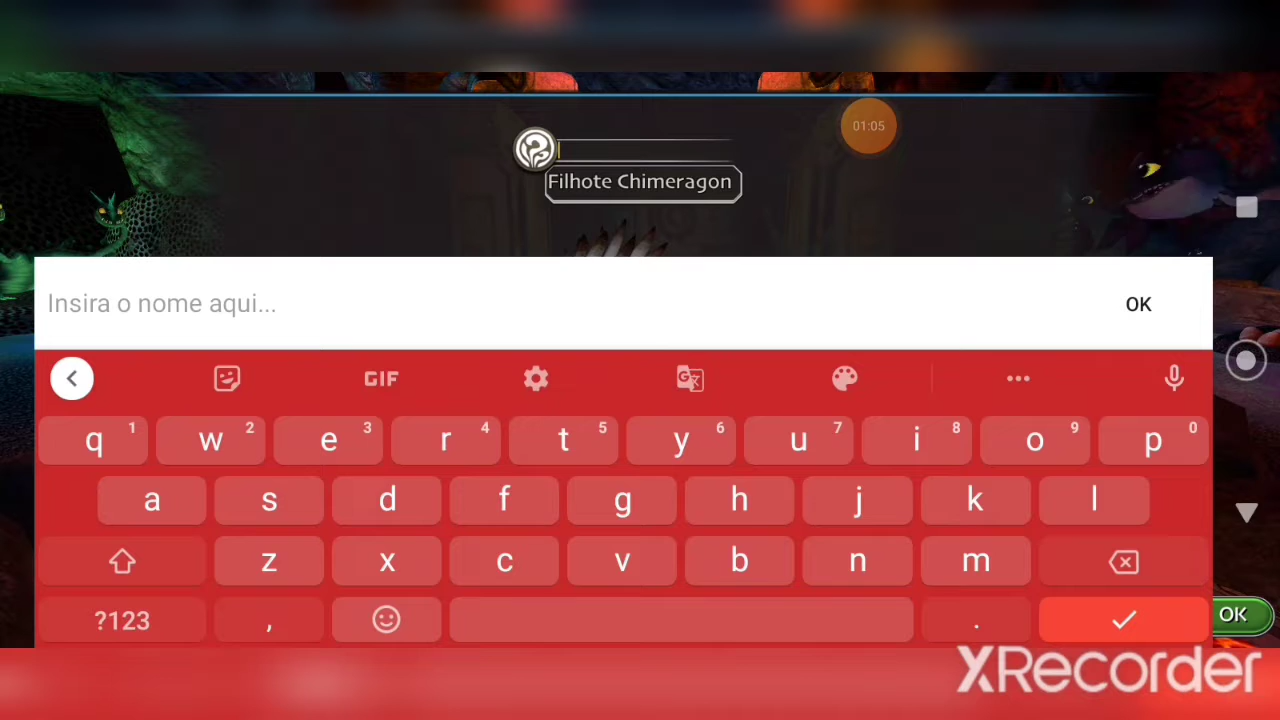 01:05
Filhote Chimeragon
Insira o nome aqui...
OK
GIF
q 1 w 2 e 3 r 4 t 5 y 6 u 7 i 8 o 9 p 0
a s d f g h j k l
z x c v b n m
?123 , .
OK
XRecorder